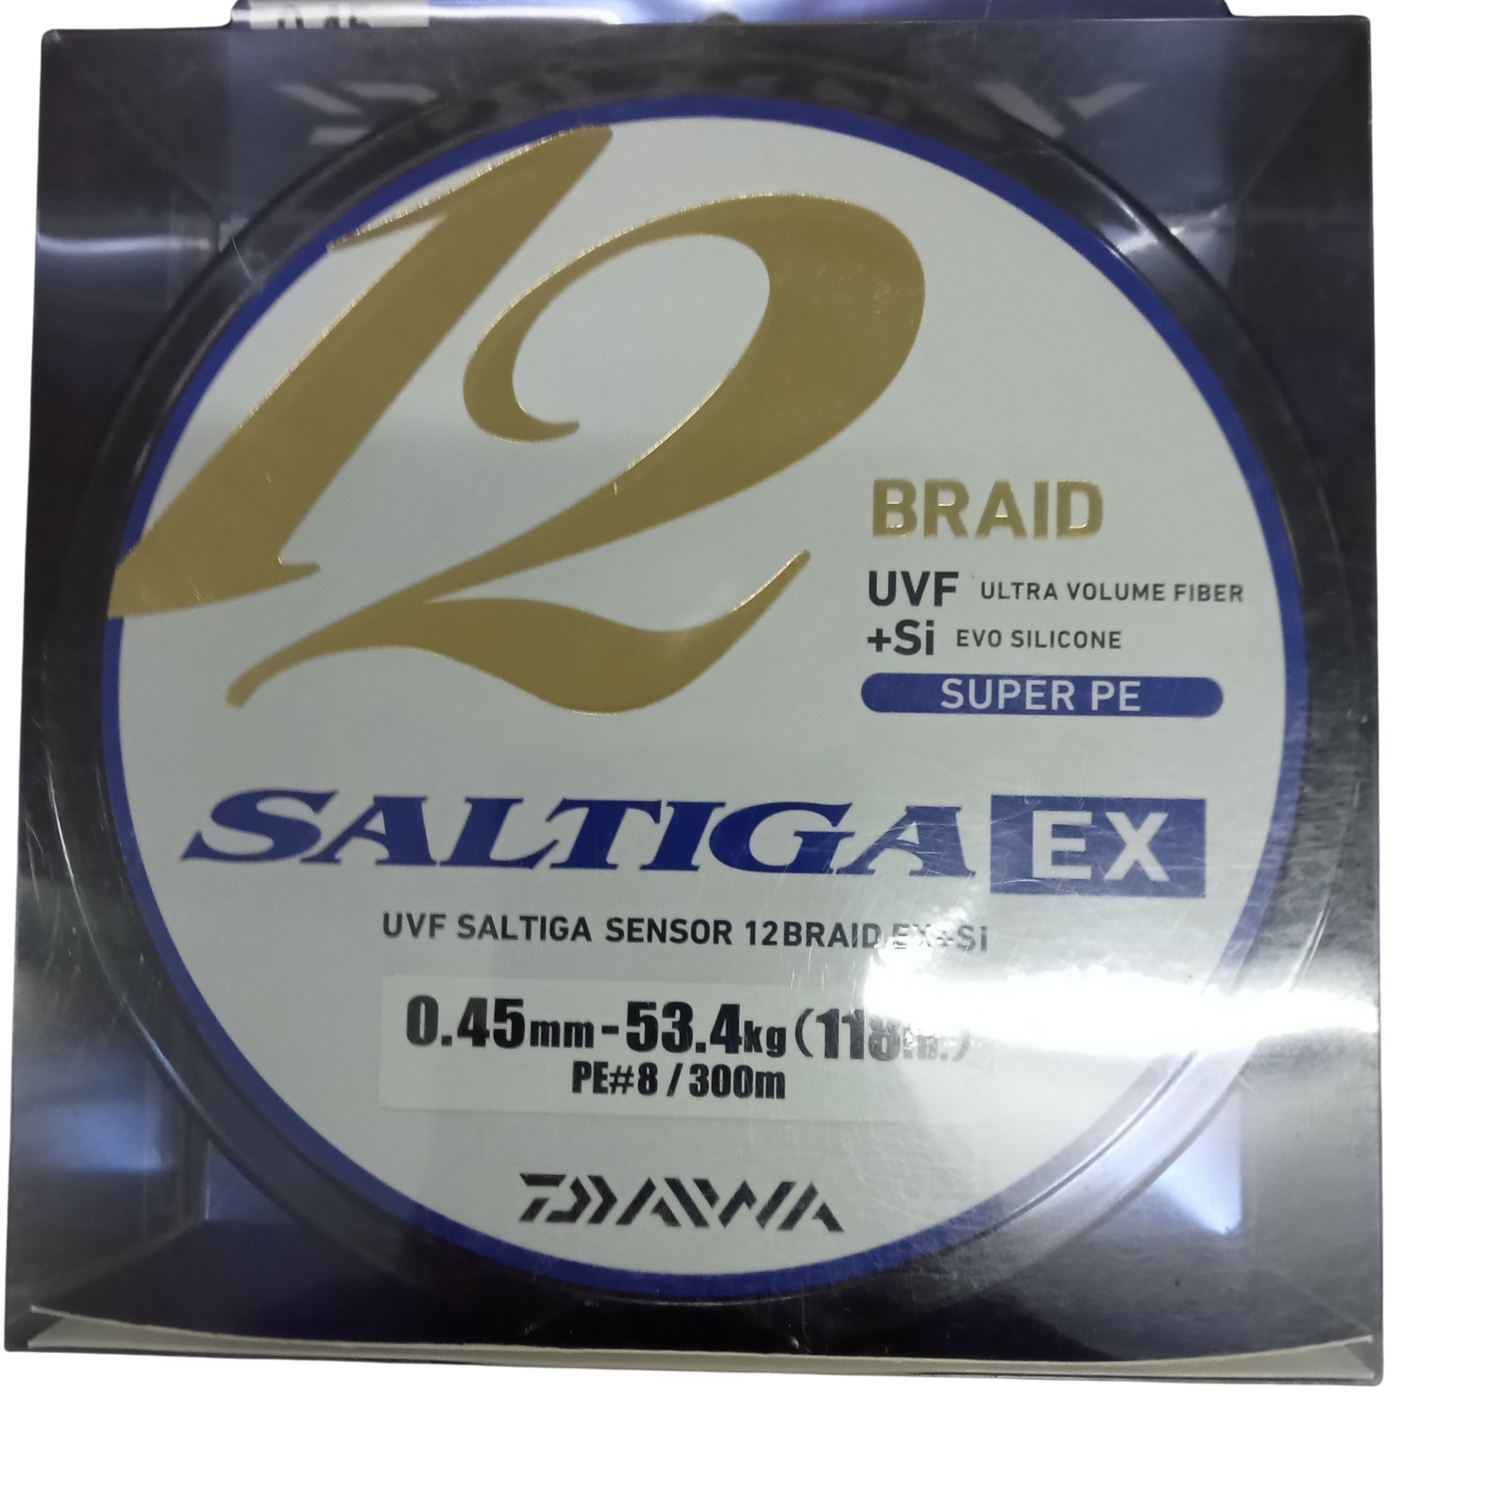 12
BRAID
UVF ULTRA VOLUME FIBER
+Si EVO SILICONE
SUPER PE
SALTIGA EX
UVF SALTIGA SENSOR 12BRAID EX+Si
0.45mm-53.4kg(118
PE#8/300m
DAIWA